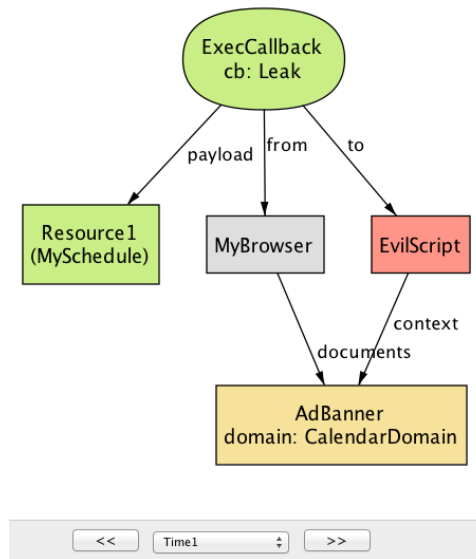 ExecCallback
cb: Leak
payload
from
to
Resource1
(MySchedule)
MyBrowser
EvilScript
documents
context
AdBanner
domain: CalendarDomain
<< Time1 >>